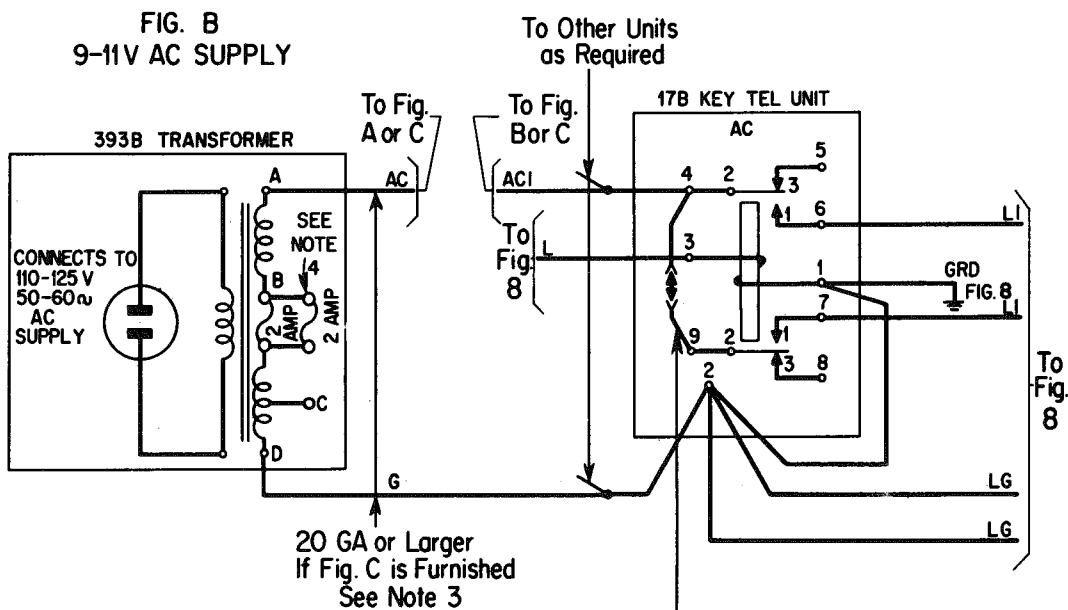 FIG. B
9-11V AC SUPPLY
To Other Units
as Required
393B TRANSFORMER
To Fig.
A or C
To Fig.
B or C
17B KEY TEL UNIT
AC
A
AC
AC1
4
2
5
3
SEE
NOTE
4
1
6
L1
To
Fig.
8
L
3
CONNECTS TO
110-125V
50-60~
AC
SUPPLY
B
2
AMP
2 AMP
1
GRD
FIG. 8
7
L1
1
9
2
3
8
C
2
To
Fig.
8
D
G
LG
LG
20 GA or Larger
If Fig. C is Furnished
See Note 3